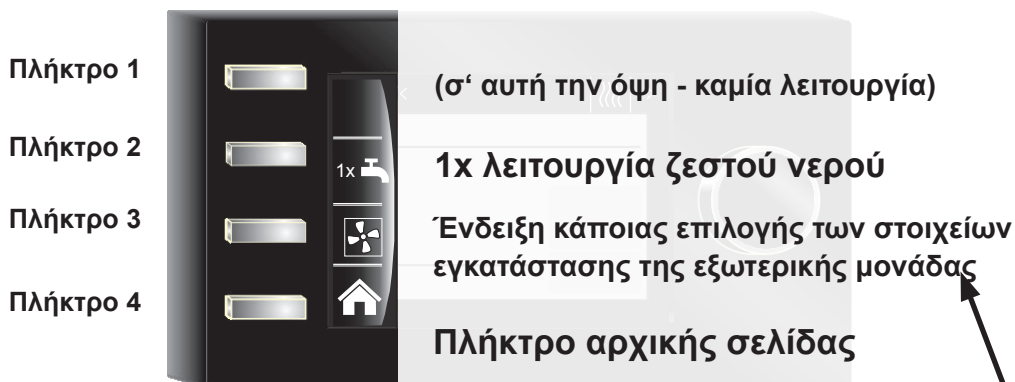 Πλήκτρο 1
(σ‘ αυτή την όψη - καμία λειτουργία)
Πλήκτρο 2
1x
1x λειτουργία ζεστού νερού
Πλήκτρο 3
Ένδειξη κάποιας επιλογής των στοιχείων
εγκατάστασης της εξωτερικής μονάδας
Πλήκτρο 4
Πλήκτρο αρχικής σελίδας